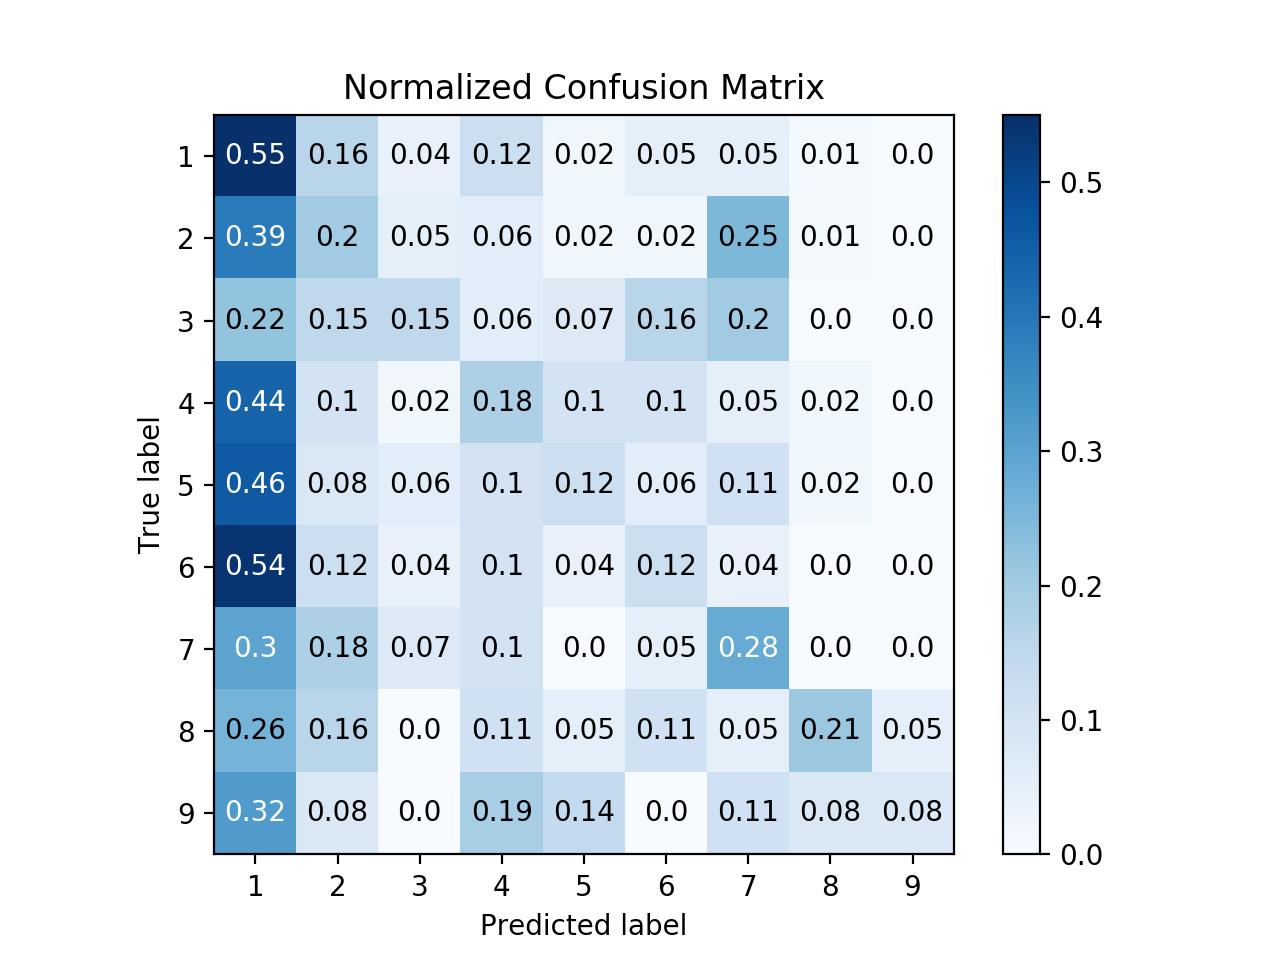 Normalized Confusion Matrix
1 0.55 0.16 0.04 0.12 0.02 0.05 0.05 0.01 0.0
2 0.39 0.2 0.05 0.06 0.02 0.02 0.25 0.01 0.0
3 0.22 0.15 0.15 0.06 0.07 0.16 0.2 0.0 0.0
4 0.44 0.1 0.02 0.18 0.1 0.1 0.05 0.02 0.0
5 0.46 0.08 0.06 0.1 0.12 0.06 0.11 0.02 0.0
6 0.54 0.12 0.04 0.1 0.04 0.12 0.04 0.0 0.0
7 0.3 0.18 0.07 0.1 0.0 0.05 0.28 0.0 0.0
8 0.26 0.16 0.0 0.11 0.05 0.11 0.05 0.21 0.05
9 0.32 0.08 0.0 0.19 0.14 0.0 0.11 0.08 0.08
1 2 3 4 5 6 7 8 9
Predicted label
True label
0.5
0.4
0.3
0.2
0.1
0.0